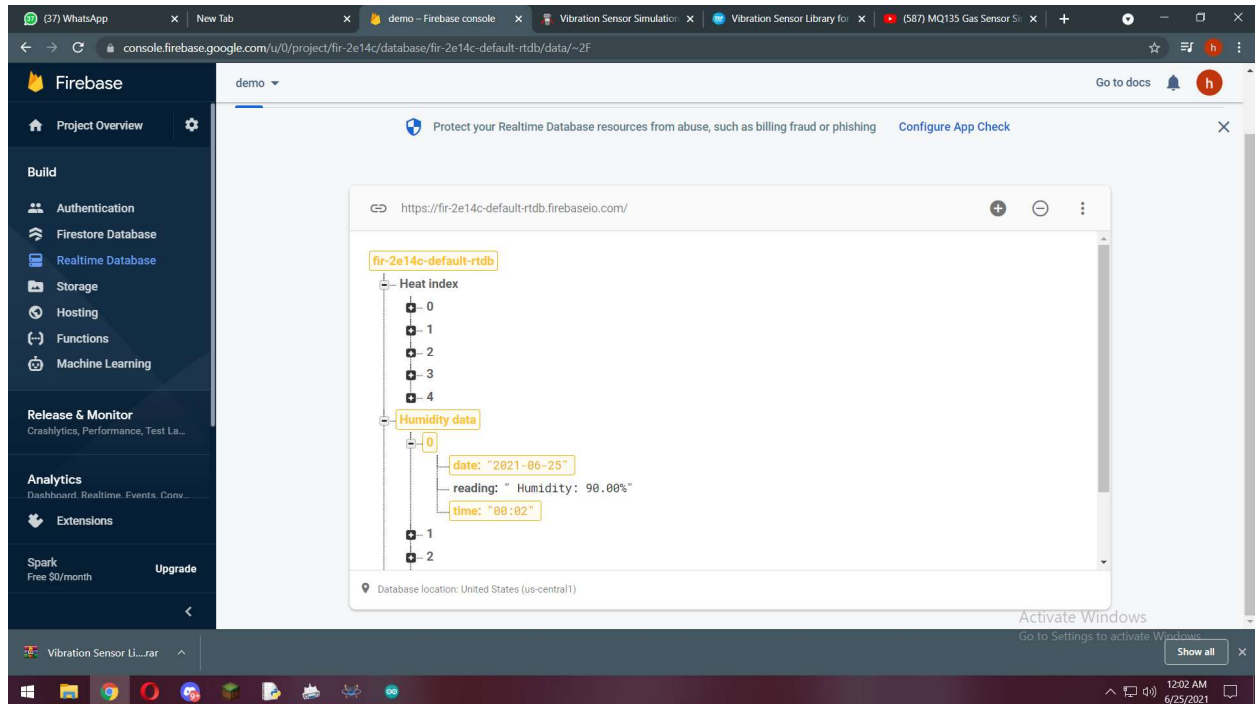 (37) WhatsApp
New Tab
demo – Firebase console
Vibration Sensor Simulation
Vibration Sensor Library for
(587) MQ135 Gas Sensor Si
console.firebase.google.com/u/0/project/fir-2e14c/database/fir-2e14c-default-rtdb/data/~2F
h
Firebase
demo
Go to docs
h
Project Overview
Protect your Realtime Database resources from abuse, such as billing fraud or phishing Configure App Check
Build
Authentication
Firestore Database
Realtime Database
Storage
Hosting
Functions
Machine Learning
Release & Monitor
Crashlytics, Performance, Test La...
Analytics
Dashboard, Realtime, Events, Conv...
Extensions
Spark
Free $0/month
Upgrade
https://fir-2e14c-default-rtdb.firebaseio.com/
fir-2e14c-default-rtdb
Heat index
0
1
2
3
4
Humidity data
0
date: "2021-06-25"
reading: " Humidity: 90.00%"
time: "00:02"
1
2
Database location: United States (us-central1)
Activate Windows
Go to Settings to activate Windows.
Vibration Sensor Li....rar
Show all
12:02 AM
6/25/2021